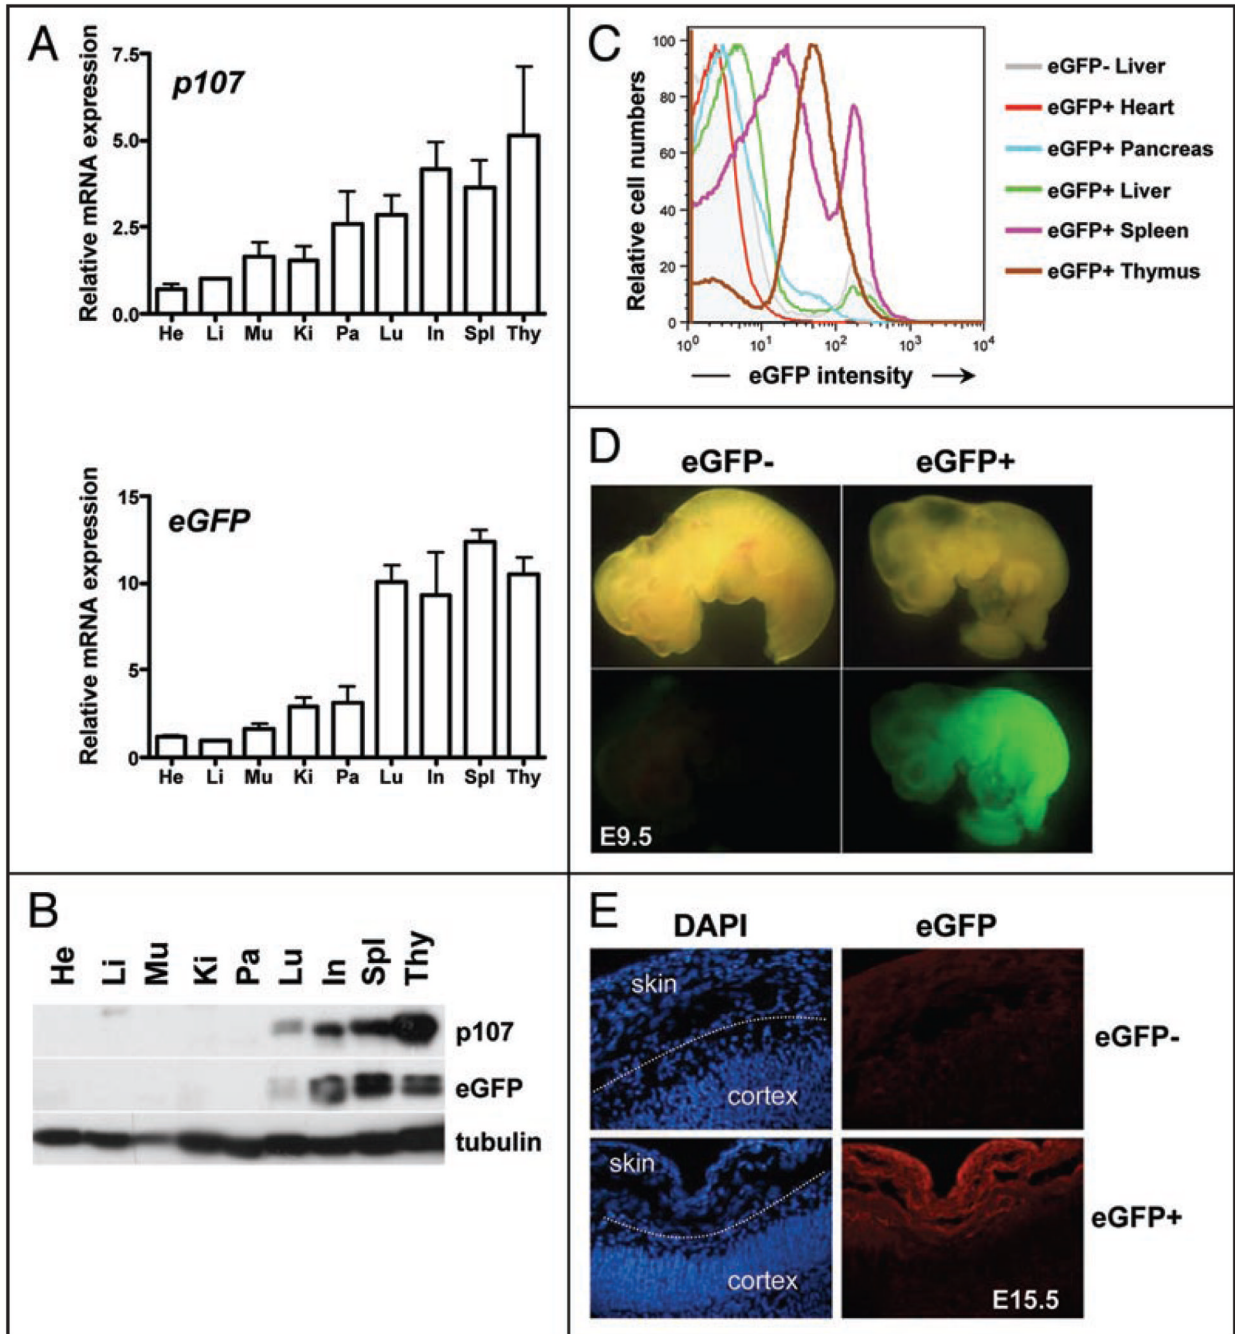 A
p107
Relative mRNA expression
7.5
5.0
2.5
0.0
He Li Mu Ki Pa Lu In Spl Thy
eGFP
Relative mRNA expression
15
10
5
0
He Li Mu Ki Pa Lu In Spl Thy
B
He Li Mu Ki Pa Lu In Spl Thy
p107
eGFP
tubulin
C
Relative cell numbers
100
80
60
40
20
0
10^0 10^1 10^2 10^3 10^4
eGFP intensity
eGFP- Liver
eGFP+ Heart
eGFP+ Pancreas
eGFP+ Liver
eGFP+ Spleen
eGFP+ Thymus
D
eGFP- eGFP+
E9.5
E
DAPI eGFP
skin
cortex
eGFP-
skin
cortex
eGFP+
E15.5